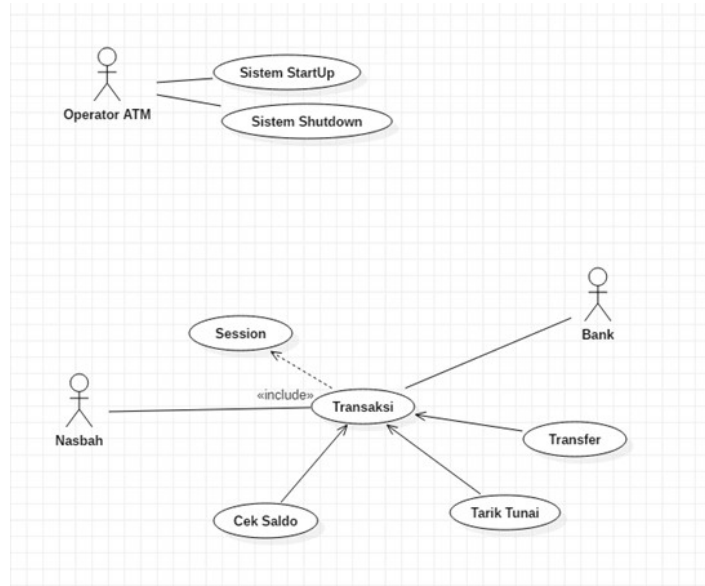 Sistem StartUp
Operator ATM
Sistem Shutdown
Session
Bank
«include»
Transaksi
Nasbah
Transfer
Cek Saldo
Tarik Tunai